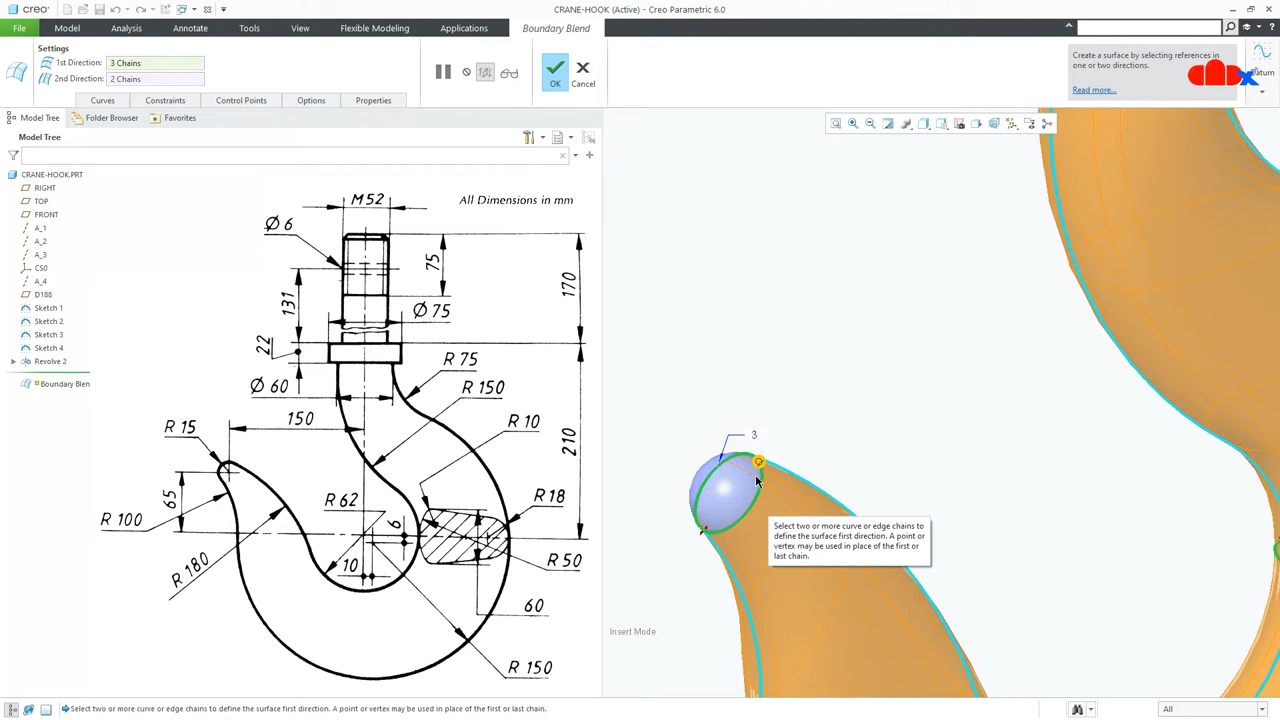 creo
CRANE-HOOK (Active) - Creo Parametric 6.0
File
Model
Analysis
Annotate
Tools
View
Flexible Modeling
Applications
Boundary Blend
Settings
1st Direction: 3 Chains
2nd Direction: 2 Chains
OK
Cancel
Create a surface by selecting references in
one or two directions.
Read more...
Datum
Curves
Constraints
Control Points
Options
Properties
Model Tree
Folder Browser
Favorites
Model Tree
CRANE-HOOK.PRT
RIGHT
TOP
FRONT
A_1
A_2
A_3
CS0
A_4
D188
Sketch 1
Sketch 2
Sketch 3
Sketch 4
Revolve 2
Boundary Blen
M52
All Dimensions in mm
Ø 6
75
170
131
Ø 75
22
R 75
Ø 60
R 150
150
R 10
R 15
210
65
R 62
R 18
6
R 100
R 180
10
R 50
60
R 150
3
Select two or more curve or edge chains to
define the surface first direction. A point or
vertex may be used in place of the first or
last chain.
Insert Mode
Select two or more curve or edge chains to define the surface first direction. A point or vertex may be used in place of the first or last chain.
All